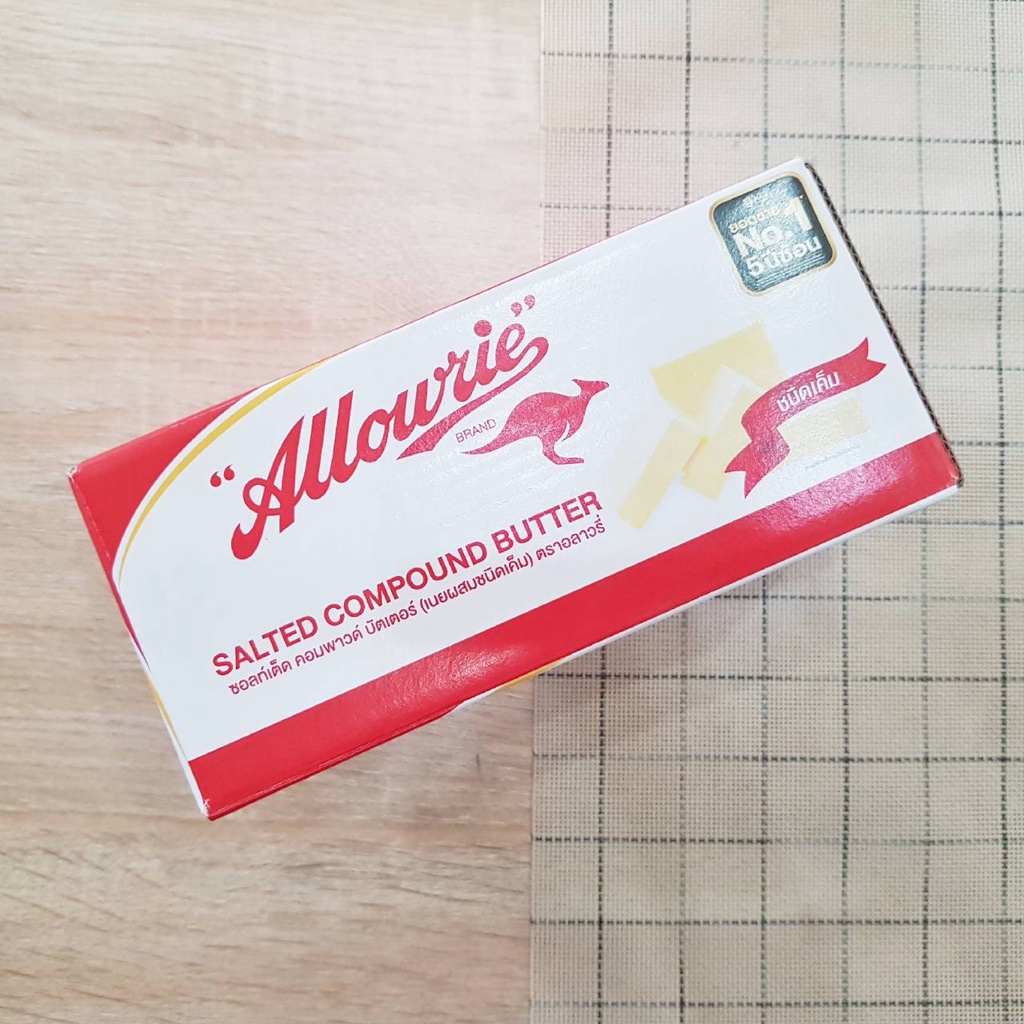 ยอดขาย
No.1
5 ปีซ้อน
"Allowrie"
BRAND
ชนิดเค็ม
SALTED COMPOUND BUTTER
ซอลท์เต็ด คอมพาวด์ บัตเตอร์ (เนยผสมชนิดเค็ม) ตราอลาวรี่